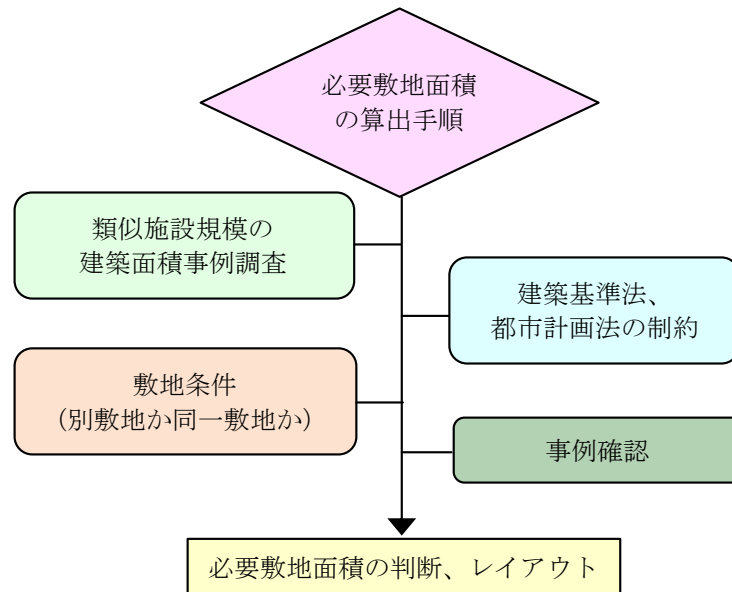 必要敷地面積
の算出手順
類似施設規模の
建築面積事例調査
建築基準法、
都市計画法の制約
敷地条件
(別敷地か同一敷地か)
事例確認
必要敷地面積の判断、レイアウト